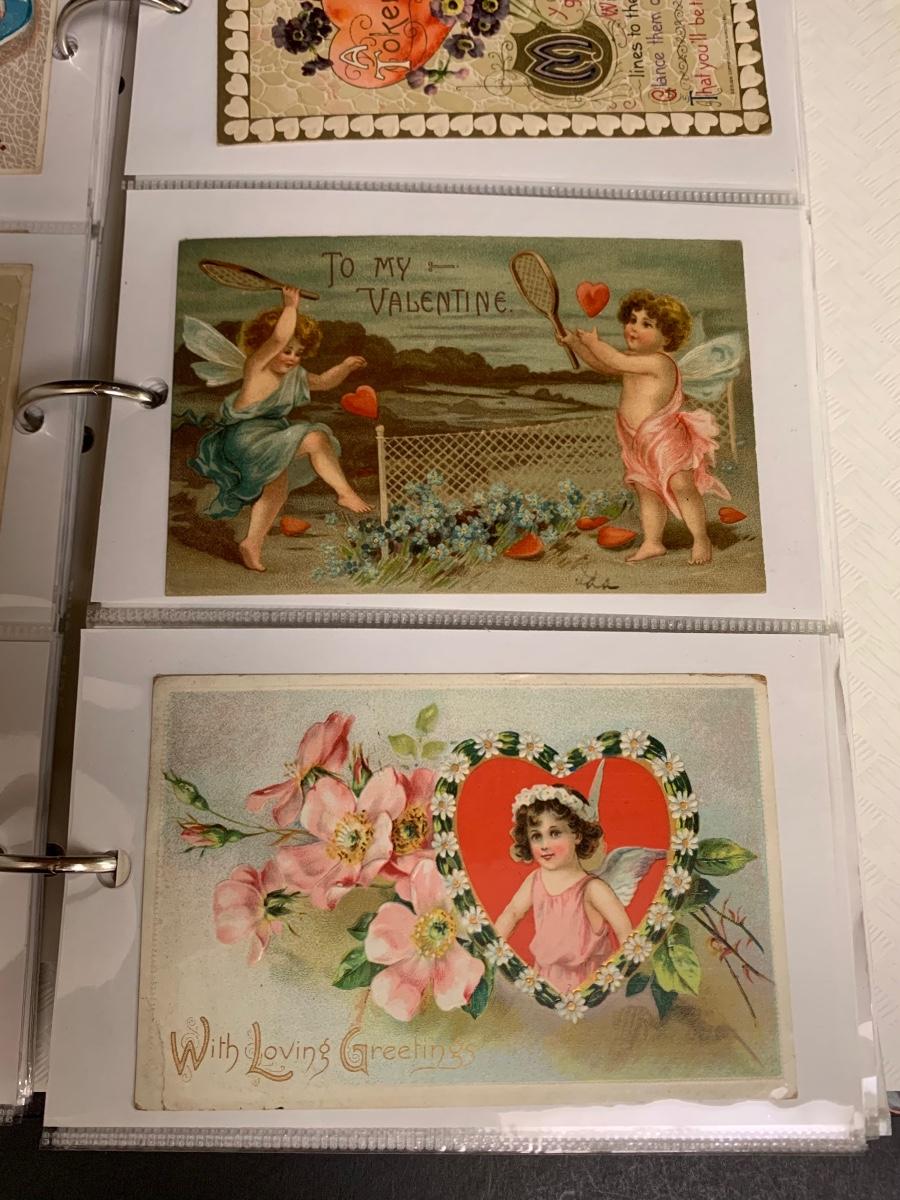 A
Token
lines to the
Glance them o
That you'll be t
TO MY
VALENTINE.
With Loving Greetings